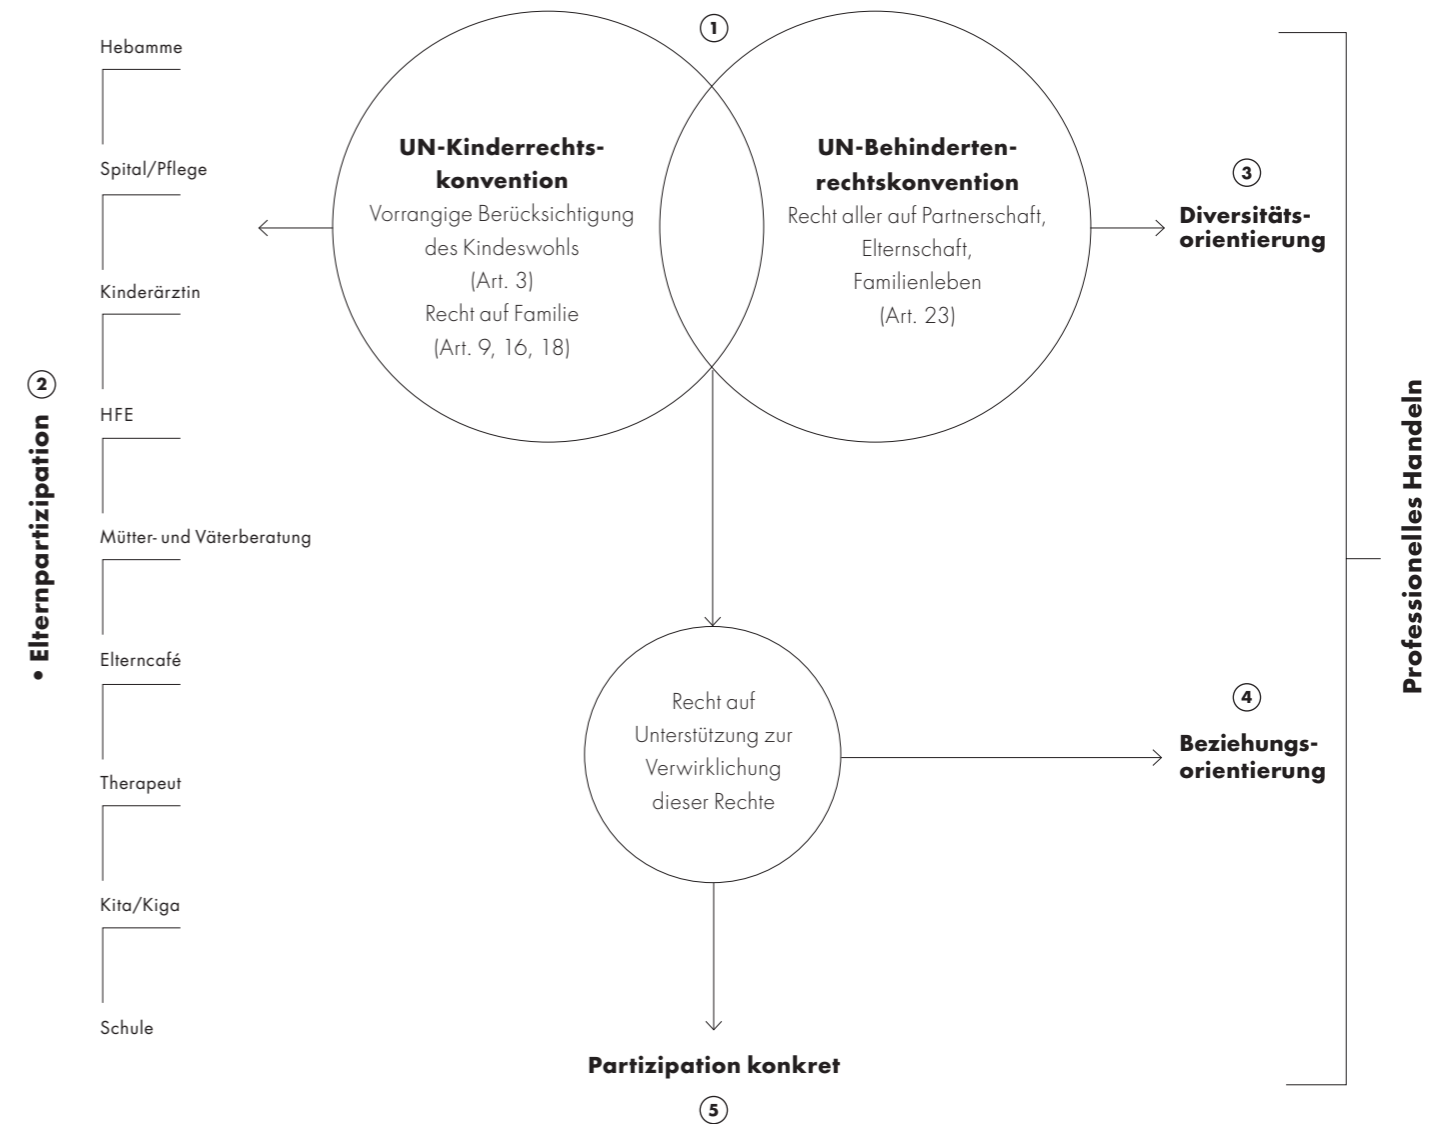 1
UN-Kinderrechts-
konvention
Vorrangige Berücksichtigung
des Kindeswohls
(Art. 3)
Recht auf Familie
(Art. 9, 16, 18)
UN-Behinderten-
rechtskonvention
Recht aller auf Partnerschaft,
Elternschaft,
Familienleben
(Art. 23)
2
• Elternpartizipation
Hebamme
Spital/Pflege
Kinderärztin
HFE
Mütter- und Väterberatung
Elterncafé
Therapeut
Kita/Kiga
Schule
3
Diversitäts-
orientierung
Recht auf
Unterstützung zur
Verwirklichung
dieser Rechte
4
Beziehungs-
orientierung
Professionelles Handeln
Partizipation konkret
5